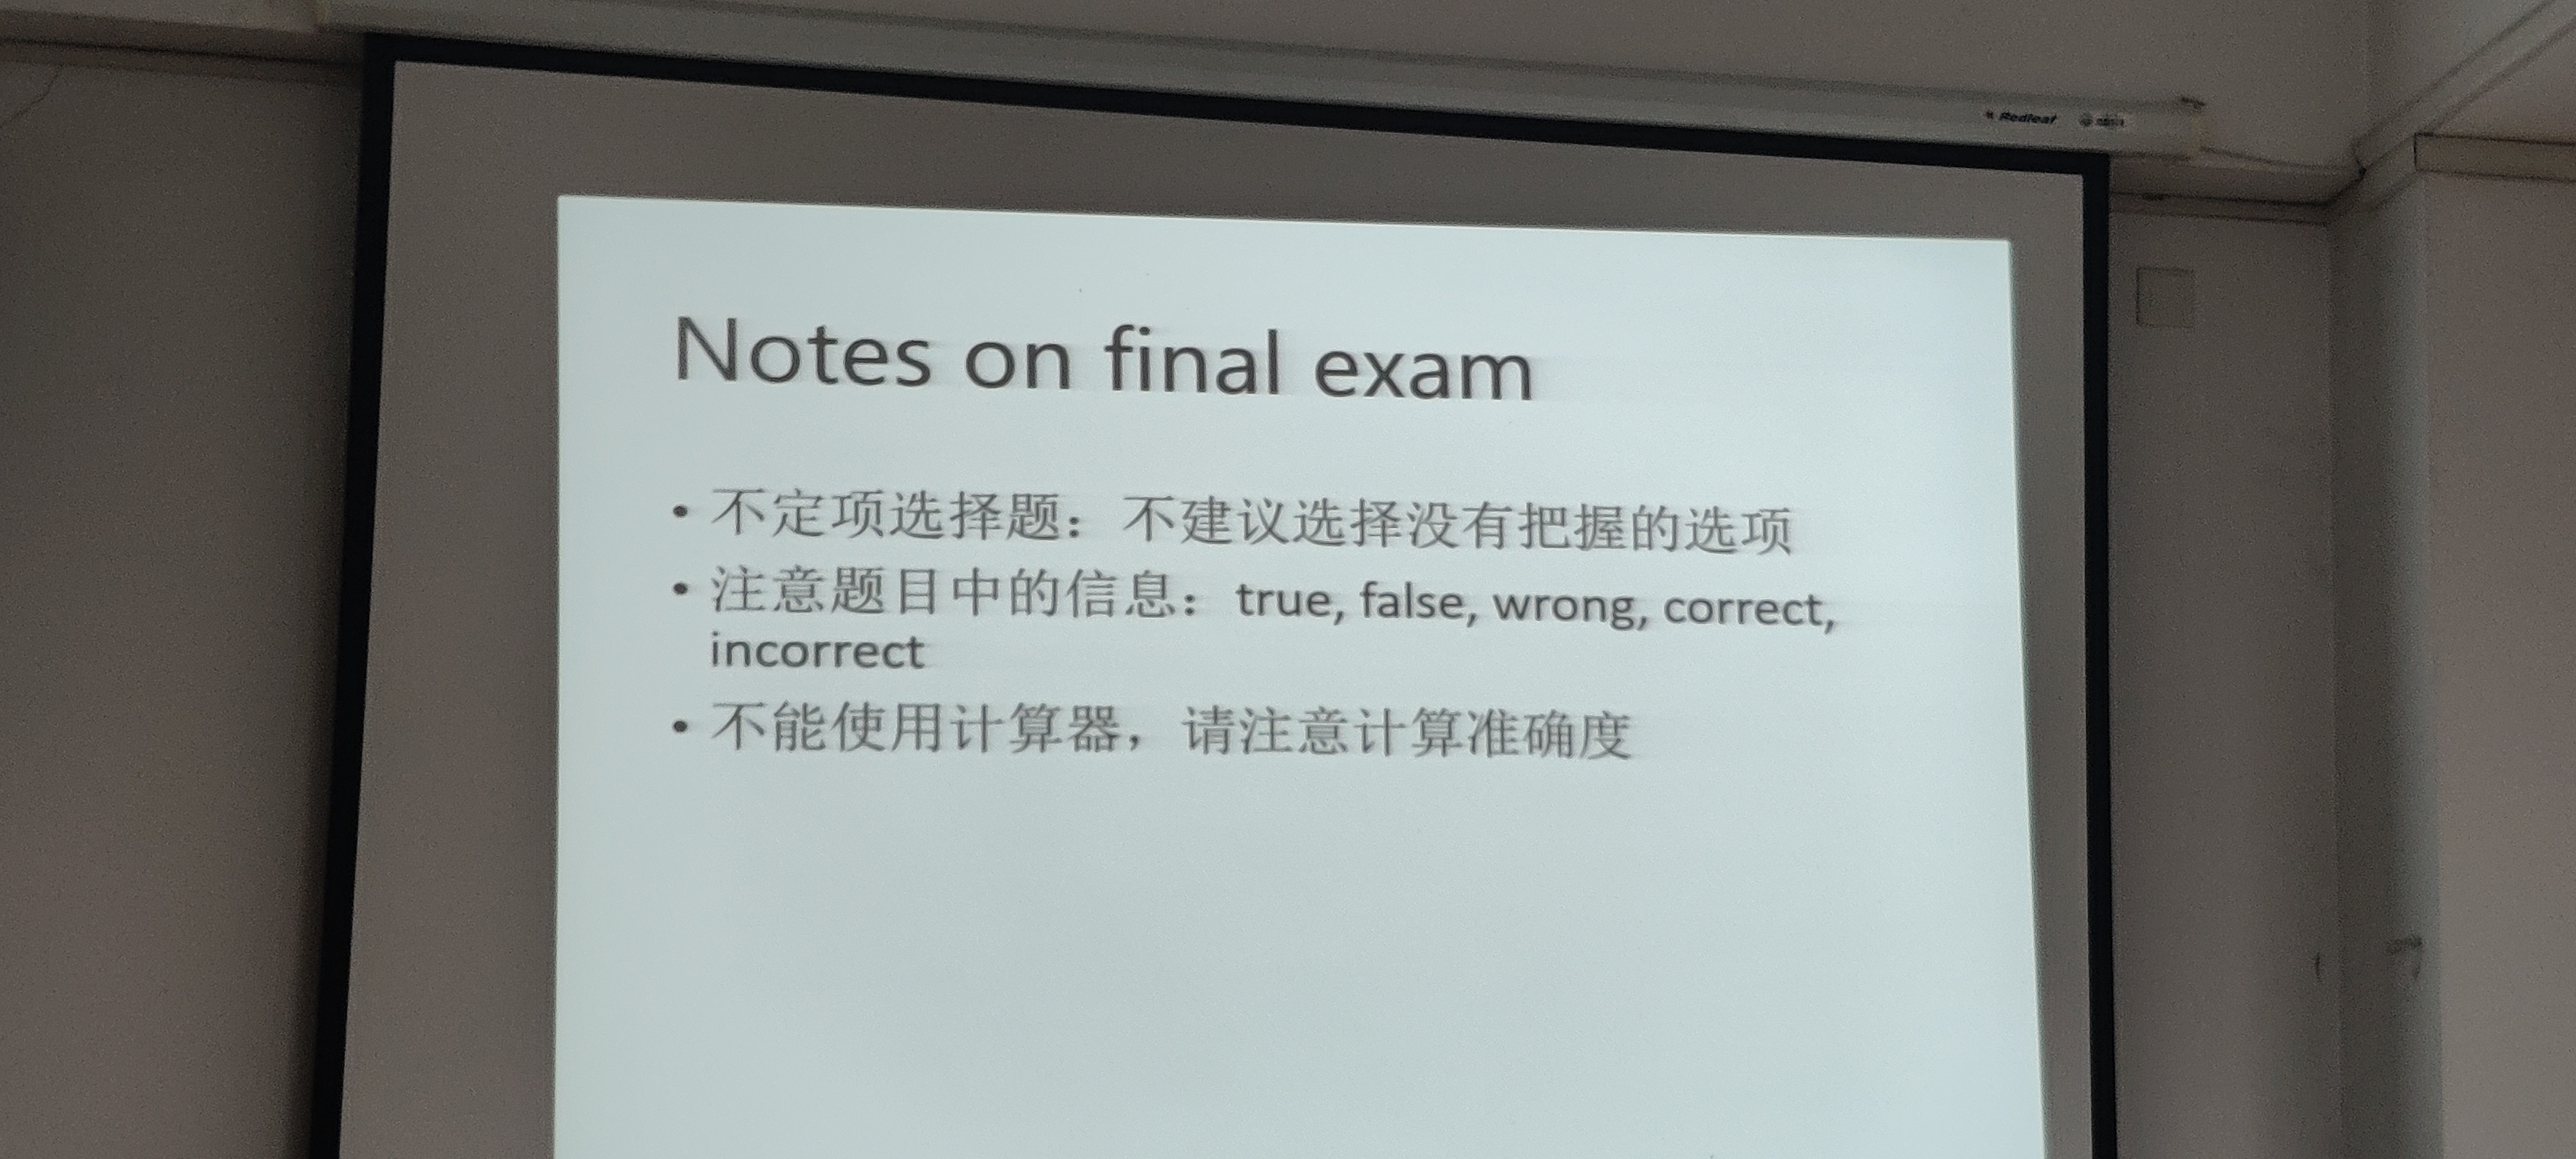 Redleaf
Notes on final exam
• 不定项选择题：不建议选择没有把握的选项
• 注意题目中的信息：true, false, wrong, correct,
incorrect
• 不能使用计算器，请注意计算准确度